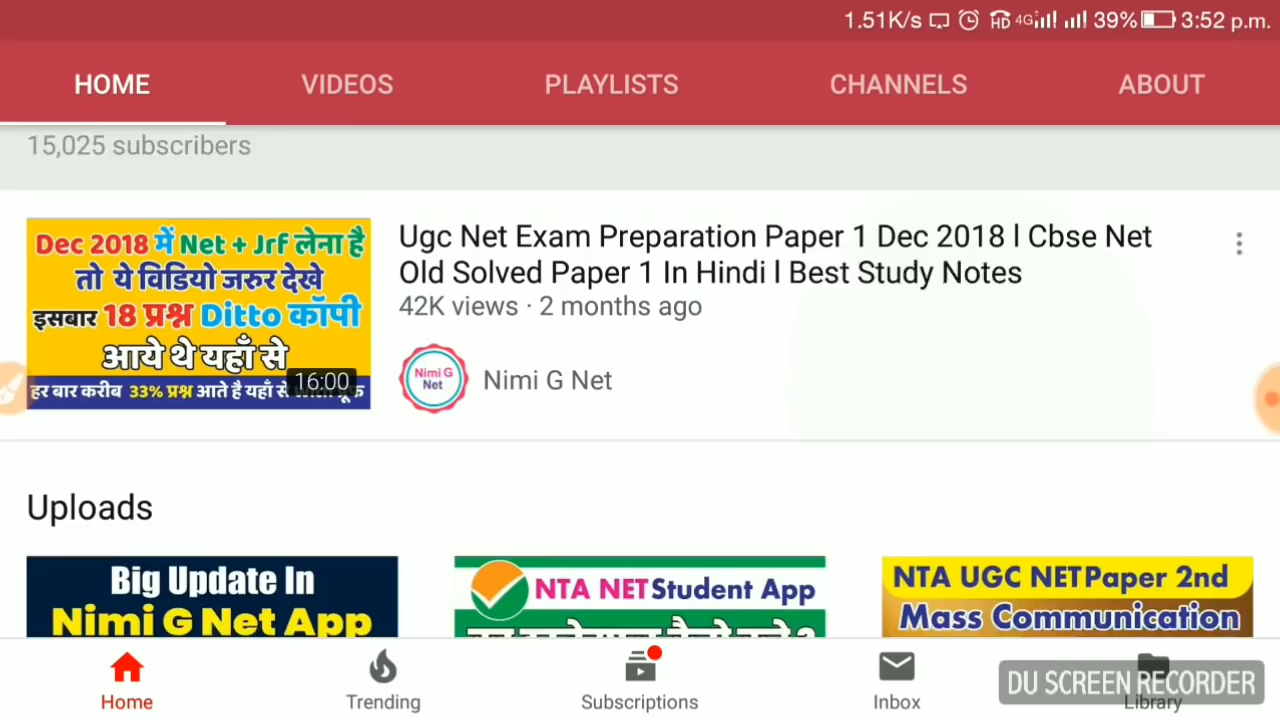 1.51K/s HD 4G 39% 3:52 p.m.
HOME VIDEOS PLAYLISTS CHANNELS ABOUT
15,025 subscribers
Dec 2018 में Net + Jrf लेना है
तो ये विडियो जरुर देखे
इसबार 18 प्रश्न Ditto कॉपी
आये थे यहाँ से
16:00
हर बार करीब 33% प्रश्न आते है यहाँ
Ugc Net Exam Preparation Paper 1 Dec 2018 l Cbse Net
Old Solved Paper 1 In Hindi l Best Study Notes
42K views · 2 months ago
Nimi G
Net
Nimi G Net
Uploads
Big Update In
Nimi G Net App
NTA NET Student App
NTA UGC NET Paper 2nd
Mass Communication
Home Trending Subscriptions Inbox Library
DU SCREEN RECORDER